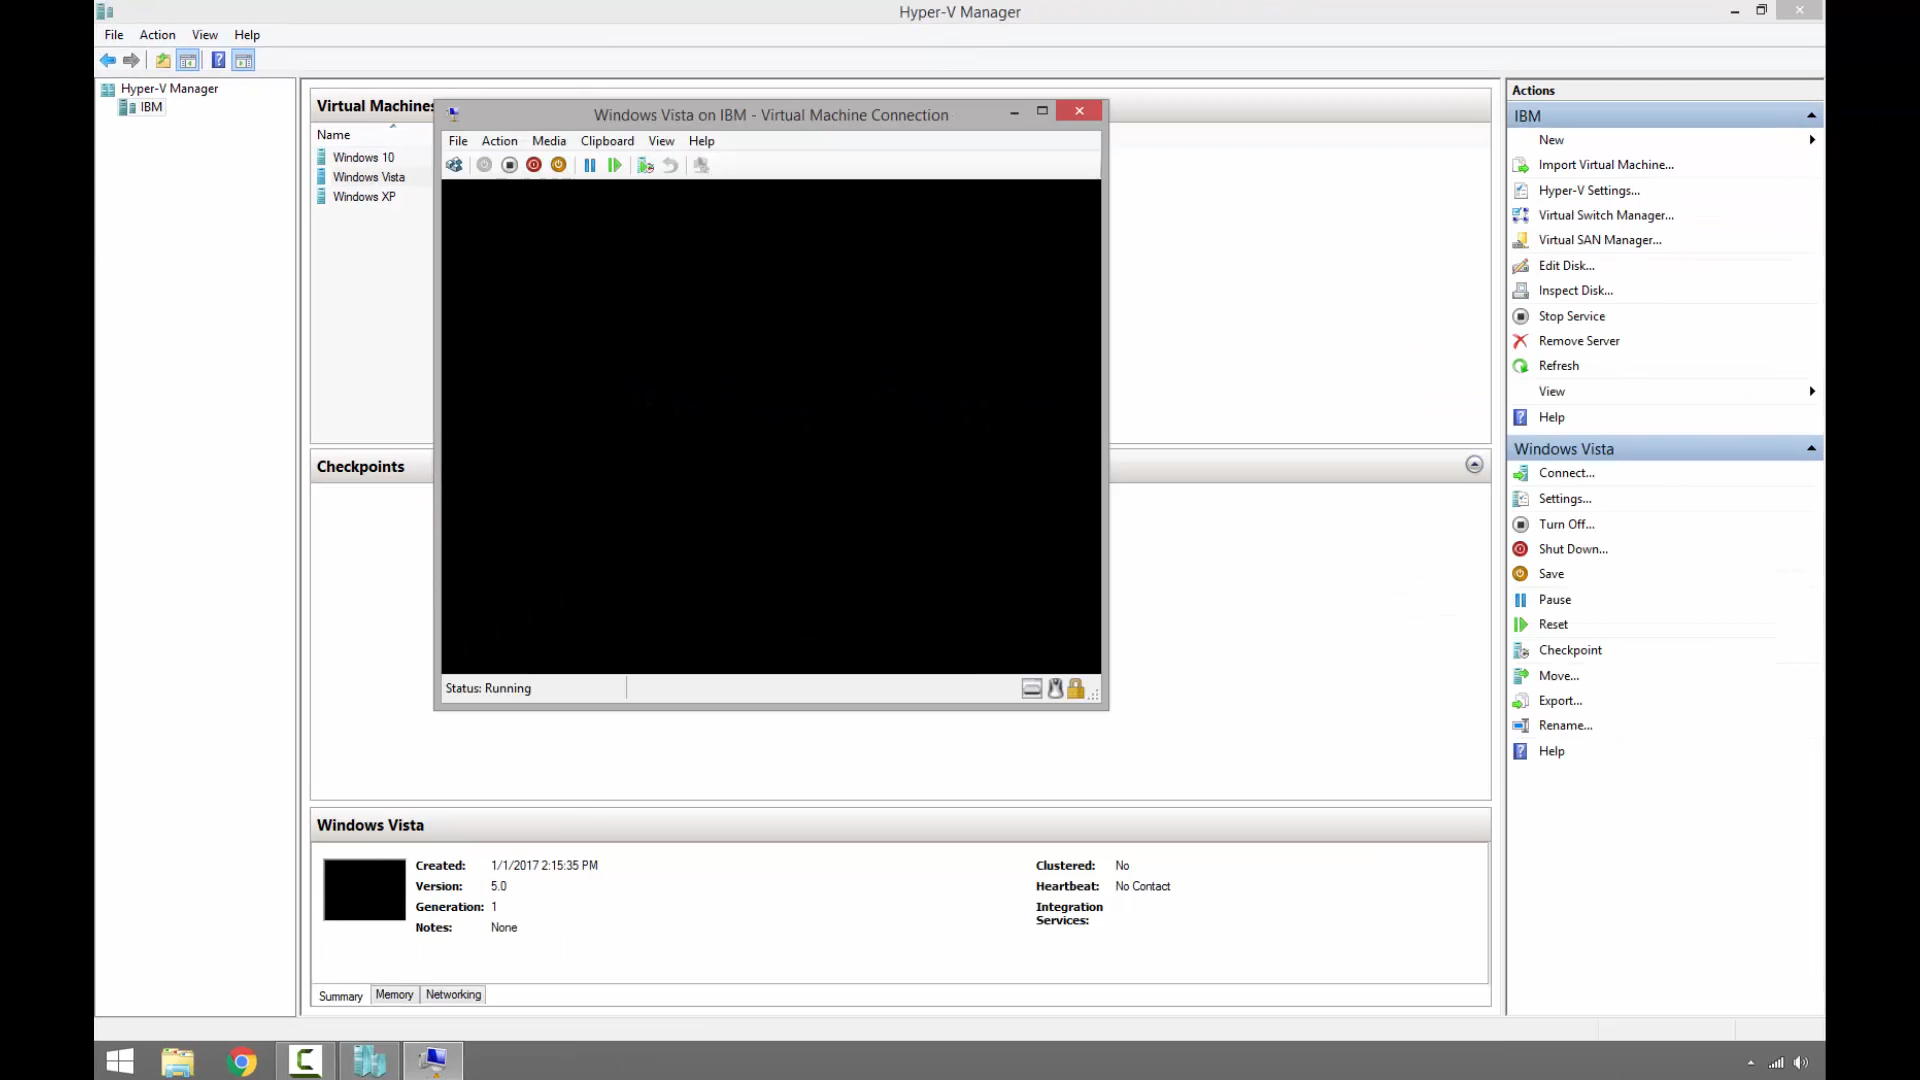 Hyper-V Manager
File Action View Help
Hyper-V Manager
IBM
Virtual Machines
Name
Windows 10
Windows Vista
Windows XP
Windows Vista on IBM - Virtual Machine Connection
File Action Media Clipboard View Help
Status: Running
Checkpoints
Windows Vista
Created: 1/1/2017 2:15:35 PM
Version: 5.0
Generation: 1
Notes: None
Clustered: No
Heartbeat: No Contact
Integration
Services:
Summary Memory Networking
Actions
IBM
New
Import Virtual Machine...
Hyper-V Settings...
Virtual Switch Manager...
Virtual SAN Manager...
Edit Disk...
Inspect Disk...
Stop Service
Remove Server
Refresh
View
Help
Windows Vista
Connect...
Settings...
Turn Off...
Shut Down...
Save
Pause
Reset
Checkpoint
Move...
Export...
Rename...
Help